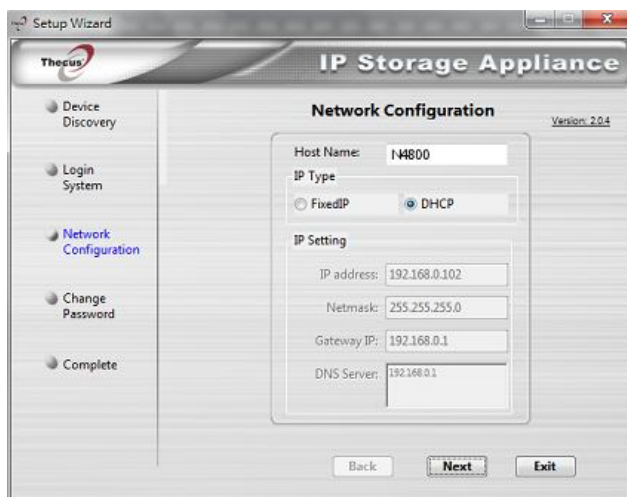 Setup Wizard
Thecus
IP Storage Appliance
Device
Discovery
Login
System
Network
Configuration
Change
Password
Complete
Network Configuration
Version: 2.0.4
Host Name: N4800
IP Type
FixedIP DHCP
IP Setting
IP address: 192.168.0.102
Netmask: 255.255.255.0
Gateway IP: 192.168.0.1
DNS Server: 192.168.0.1
Back Next Exit